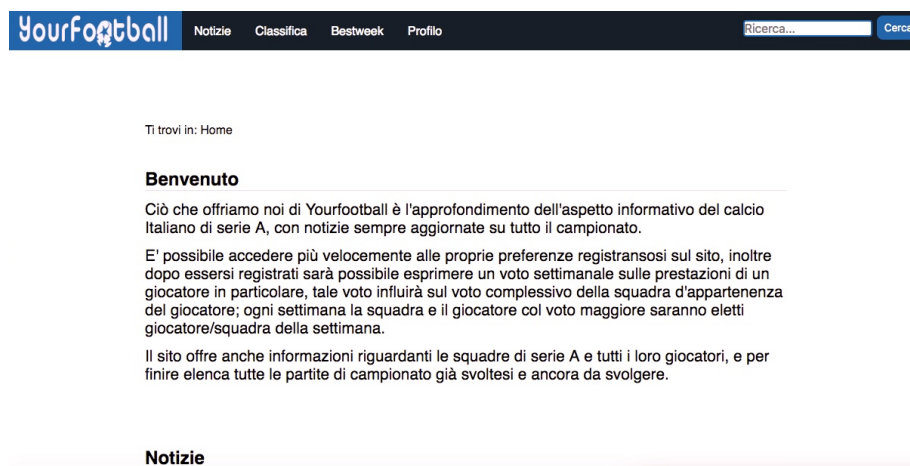 YourFootball Notizie Classifica Bestweek Profilo Ricerca... Cerca
Ti trovi in: Home
Benvenuto
Ciò che offriamo noi di Yourfootball è l'approfondimento dell'aspetto informativo del calcio
Italiano di serie A, con notizie sempre aggiornate su tutto il campionato.
E' possibile accedere più velocemente alle proprie preferenze registransosi sul sito, inoltre
dopo essersi registrati sarà possibile esprimere un voto settimanale sulle prestazioni di un
giocatore in particolare, tale voto influirà sul voto complessivo della squadra d'appartenenza
del giocatore; ogni settimana la squadra e il giocatore col voto maggiore saranno eletti
giocatore/squadra della settimana.
Il sito offre anche informazioni riguardanti le squadre di serie A e tutti i loro giocatori, e per
finire elenca tutte le partite di campionato già svoltesi e ancora da svolgere.
Notizie